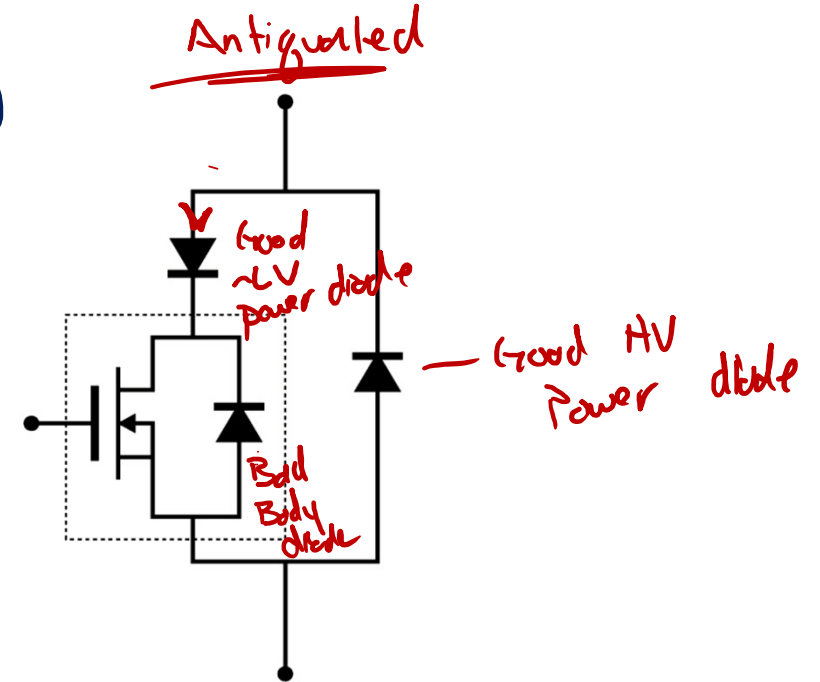 Antiquated
Good
~LV
power diode
Good HV
Power diode
Bad
Body
diode